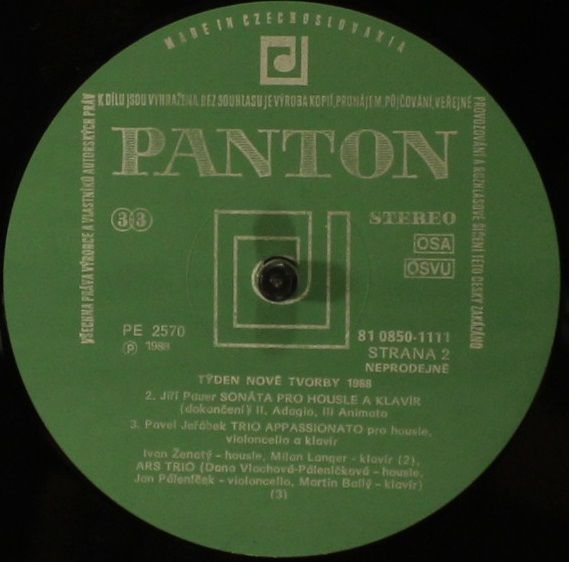 MADE IN CZECHOSLOVAKIA
VŠECHNA PRÁVA VÝROBCE A VLASTNÍKŮ AUTORSKÝCH PRÁV
K DÍLU JSOU VYHRAŽENA. BEZ SOUHLASU JE VÝROBA KOPIÍ, PRONÁJEM, PŮJČOVÁNÍ, VEŘEJNÉ
PROVOZOVÁNÍ A ROZHLASOVÉ ŠÍŘENÍ TÉTO DESKY ZAKÁZÁNO
PANTON
33
STEREO
OSA
OSVU
PE 2570
Ⓟ 1988
81 0850-1111
STRANA 2
NEPRODEJNÉ
TÝDEN NOVÉ TVORBY 1988
2. Jiří Pauer SONÁTA PRO HOUSLE A KLAVÍR
(dokončení) II. Adagio, III Animato
3. Pavel Jeřábek TRIO APPASSIONATO pro housle,
violoncello a klavír
Ivan Ženatý - housle, Milan Langer - klavír (2),
ARS TRIO (Dana Vlachová-Páleníčková - housle,
Jan Páleníček - violoncello, Martin Ballý - klavír)
(3)